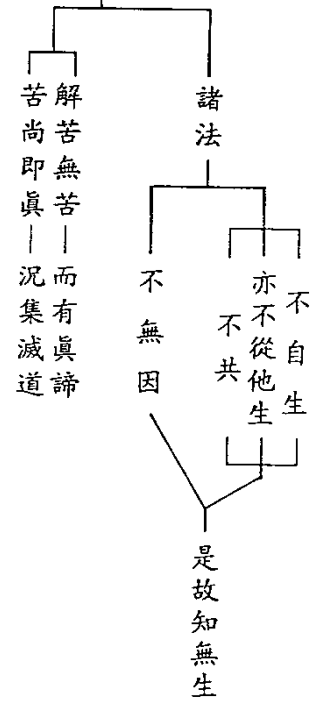 諸法
不自生
亦不從他生
不共
不無因
是故知無生
解苦無苦—而有眞諦
苦尚即眞—況集滅道